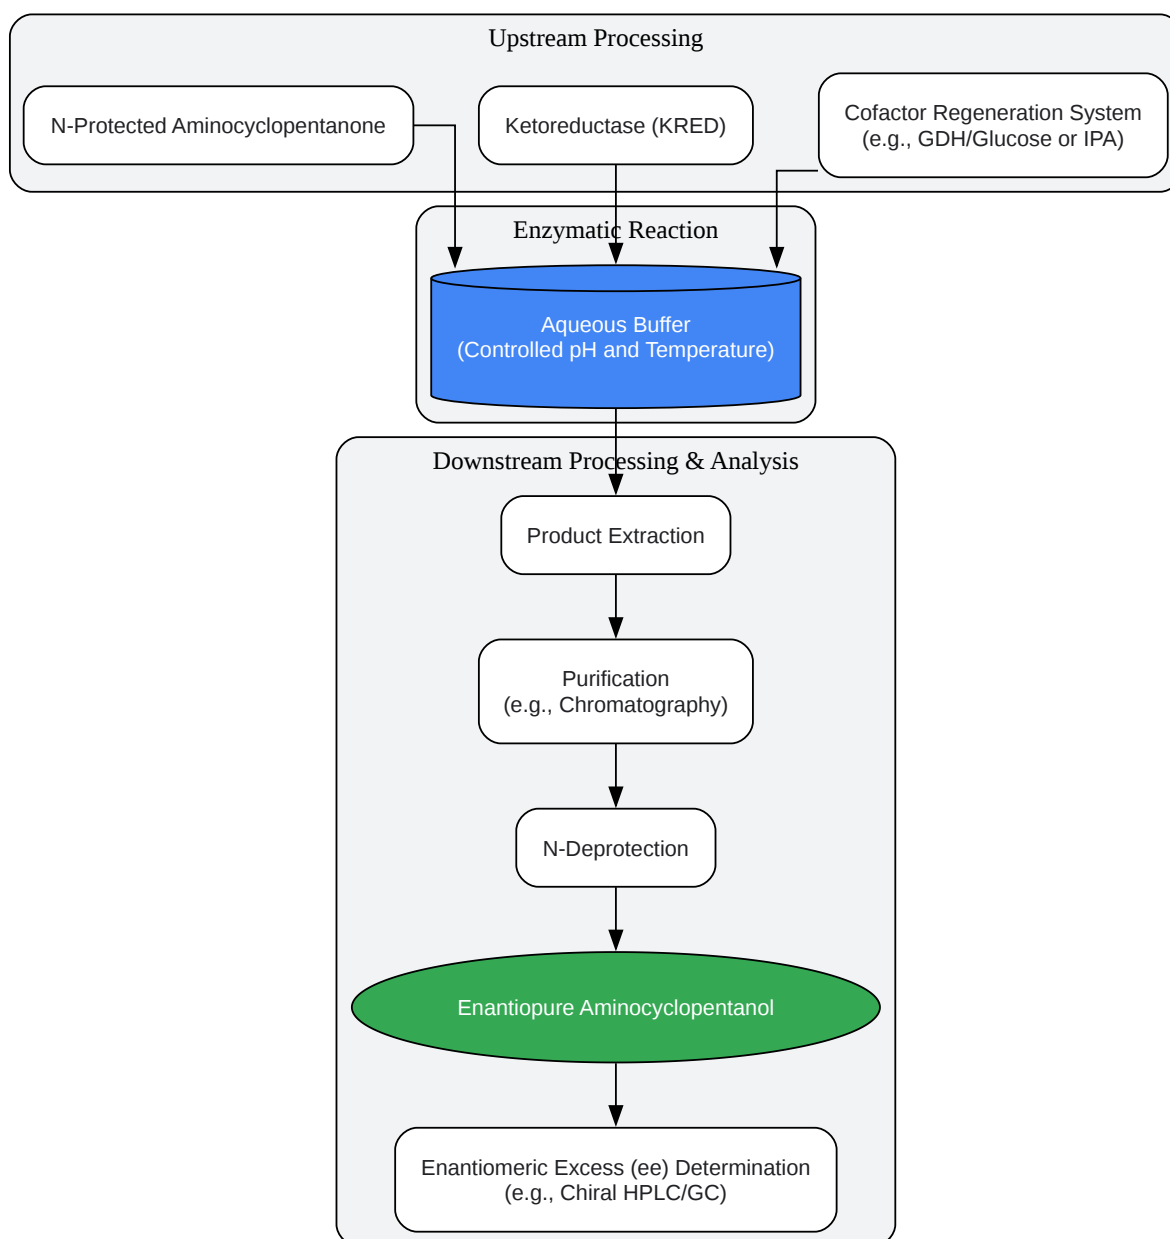 Upstream Processing
N-Protected Aminocyclopentanone
Ketoreductase (KRED)
Cofactor Regeneration System
(e.g., GDH/Glucose or IPA)
Enzymatic Reaction
Aqueous Buffer
(Controlled pH and Temperature)
Downstream Processing & Analysis
Product Extraction
Purification
(e.g., Chromatography)
N-Deprotection
Enantiopure Aminocyclopentanol
Enantiomeric Excess (ee) Determination
(e.g., Chiral HPLC/GC)